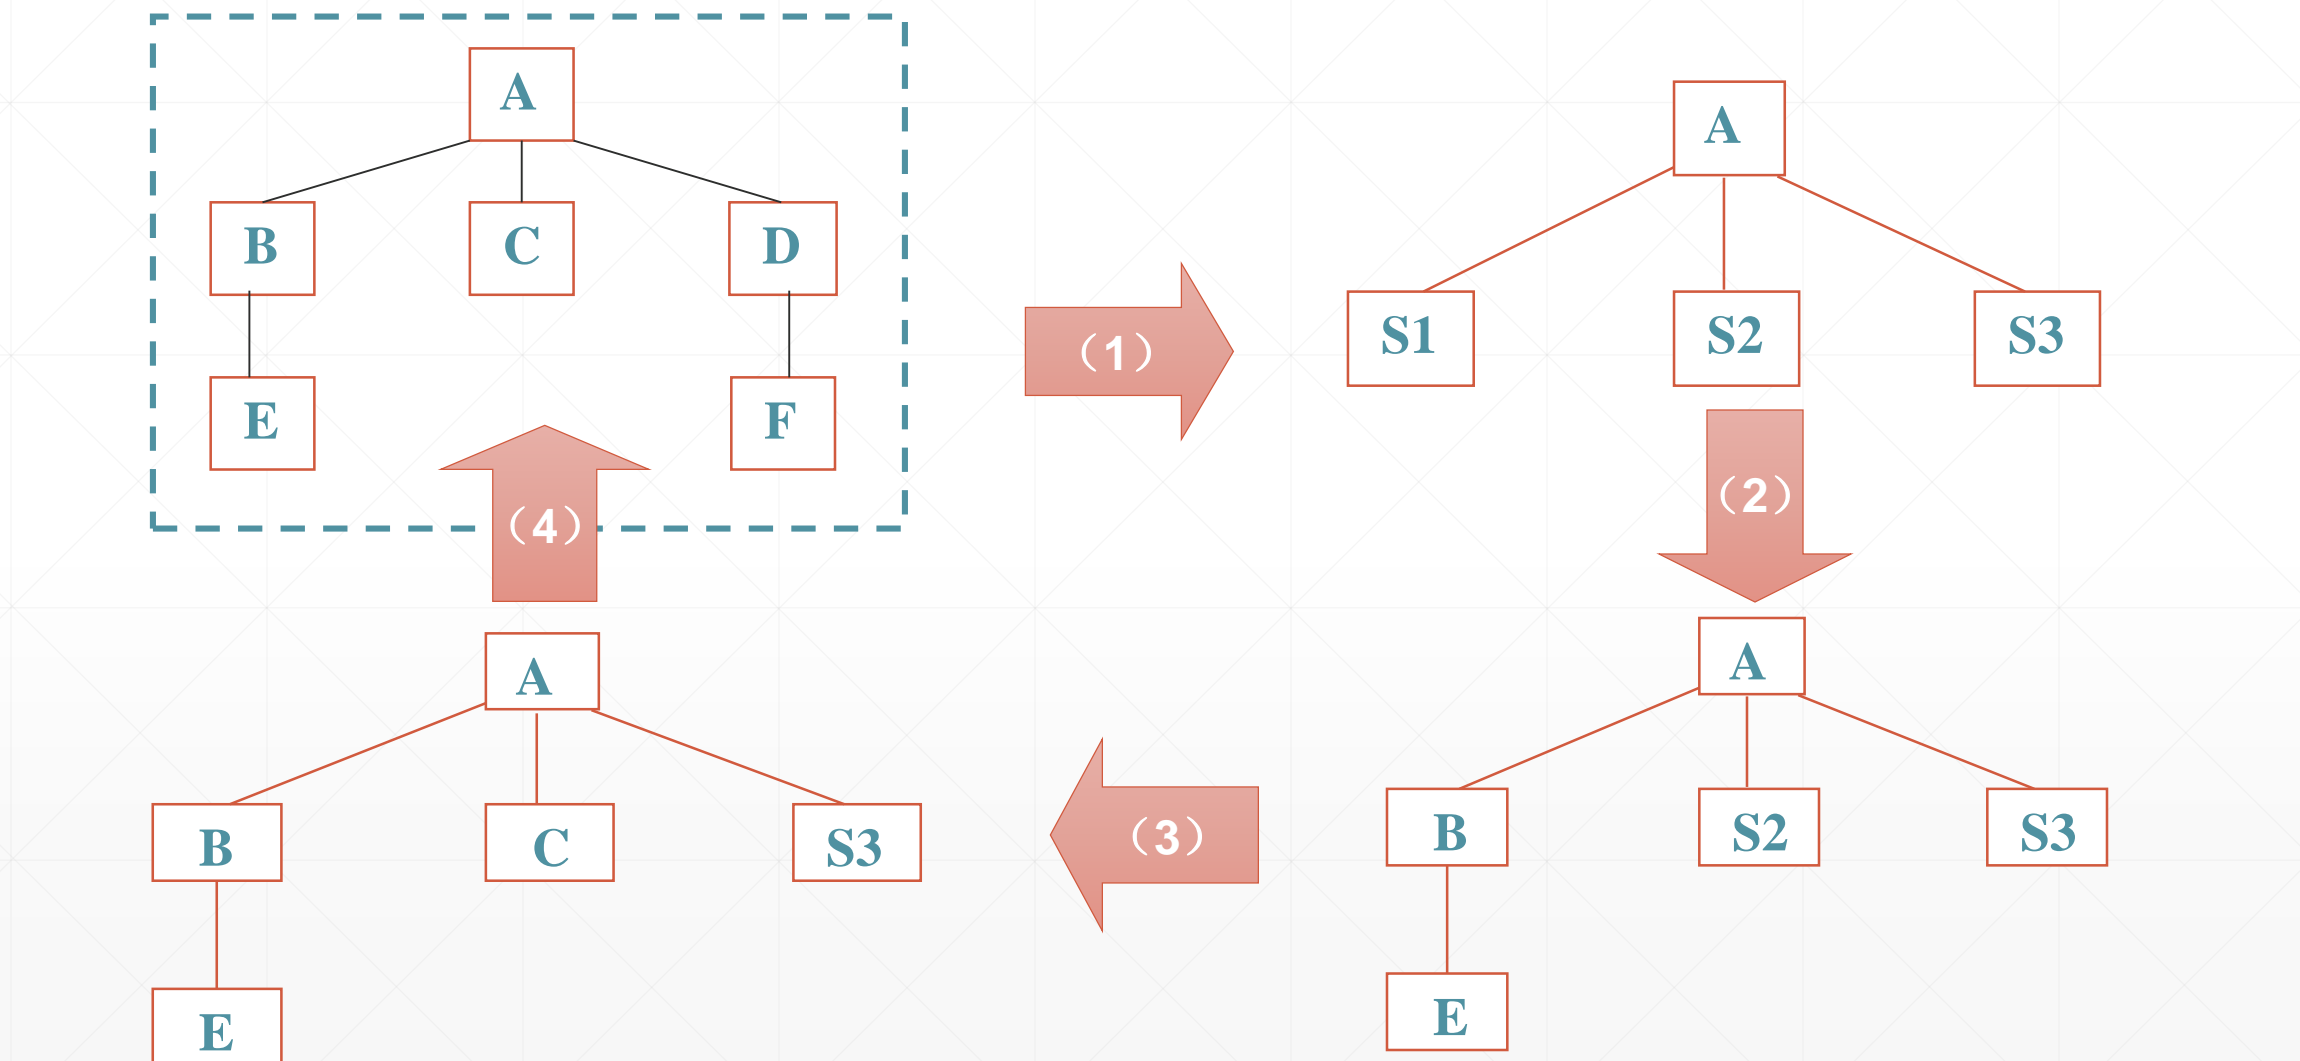 A
B C D
E F
（1）
A
S1 S2 S3
（2）
A
B S2 S3
E
（3）
A
B C S3
E
（4）